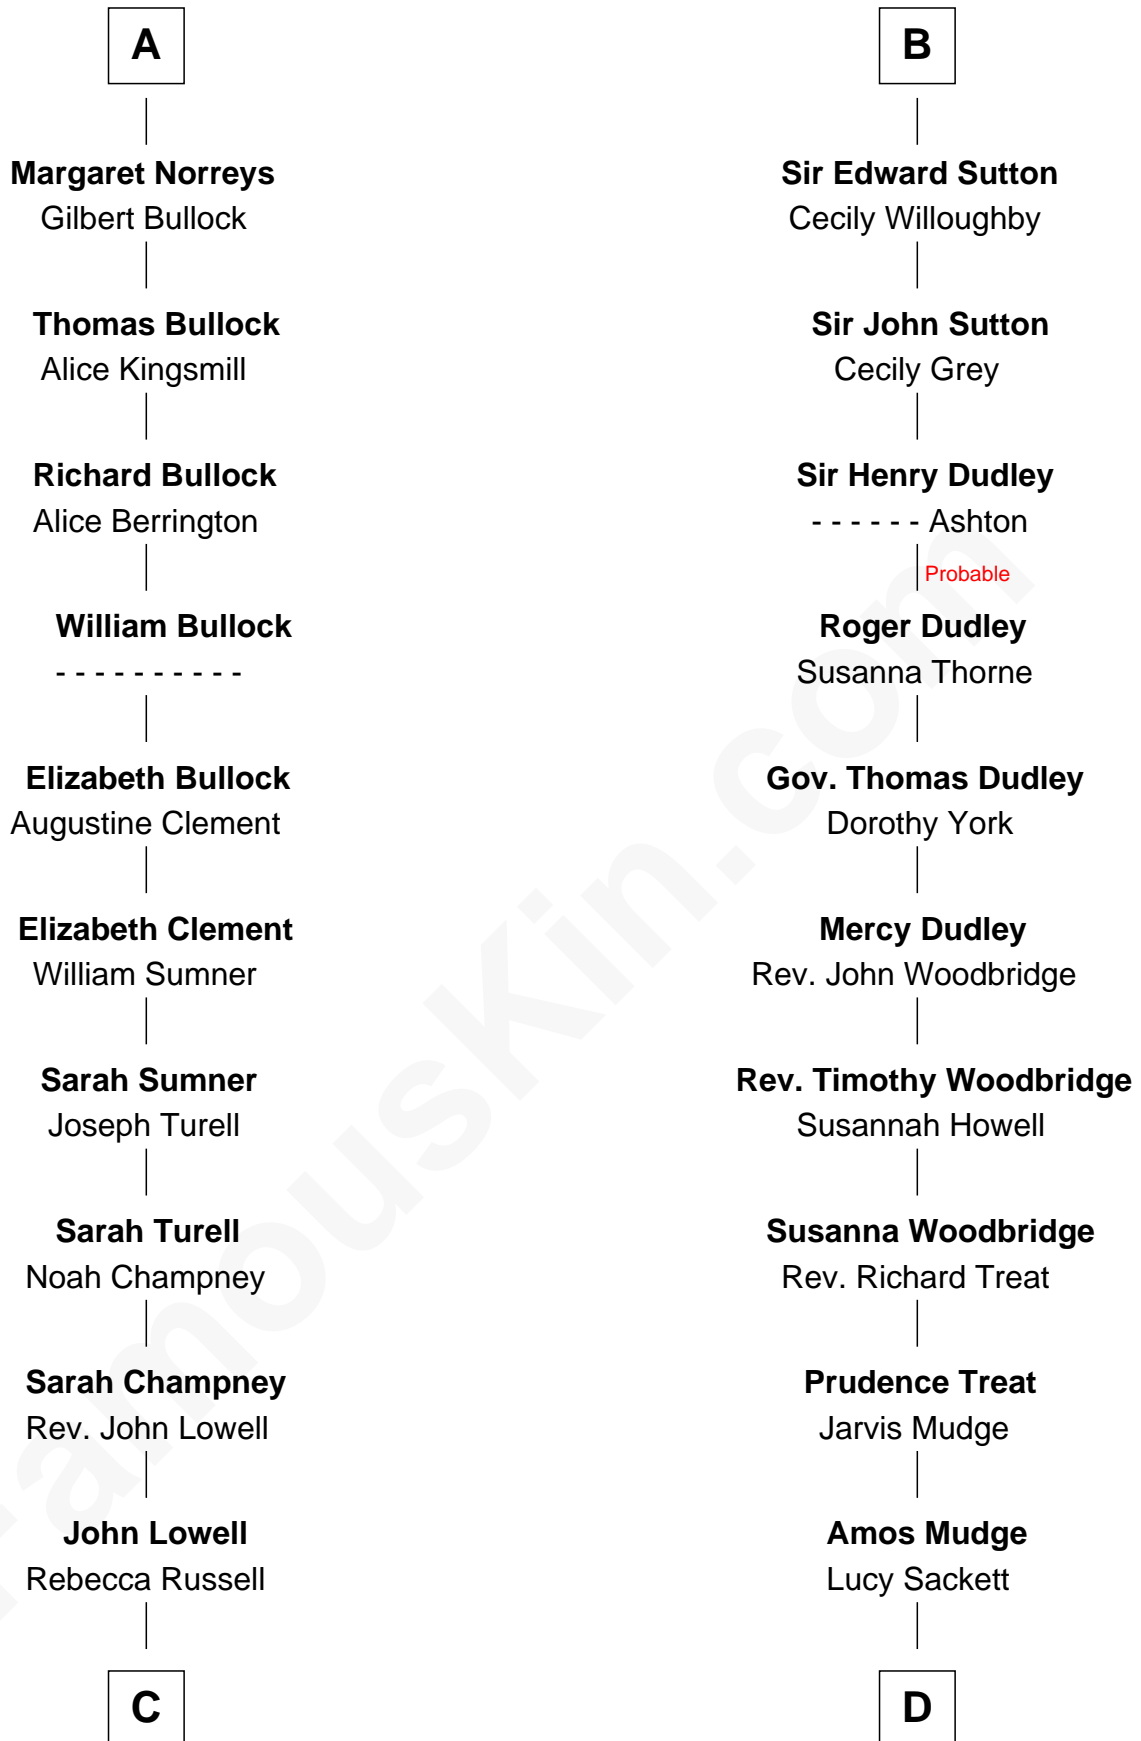 A
Margaret Norreys
Gilbert Bullock
Thomas Bullock
Alice Kingsmill
Richard Bullock
Alice Berrington
William Bullock
- - - - - - - - - -
Elizabeth Bullock
Augustine Clement
Elizabeth Clement
William Sumner
Sarah Sumner
Joseph Turell
Sarah Turell
Noah Champney
Sarah Champney
Rev. John Lowell
John Lowell
Rebecca Russell
C
B
Sir Edward Sutton
Cecily Willoughby
Sir John Sutton
Cecily Grey
Sir Henry Dudley
- - - - - - Ashton
Probable
Roger Dudley
Susanna Thorne
Gov. Thomas Dudley
Dorothy York
Mercy Dudley
Rev. John Woodbridge
Rev. Timothy Woodbridge
Susannah Howell
Susanna Woodbridge
Rev. Richard Treat
Prudence Treat
Jarvis Mudge
Amos Mudge
Lucy Sackett
D
FamousKin.com